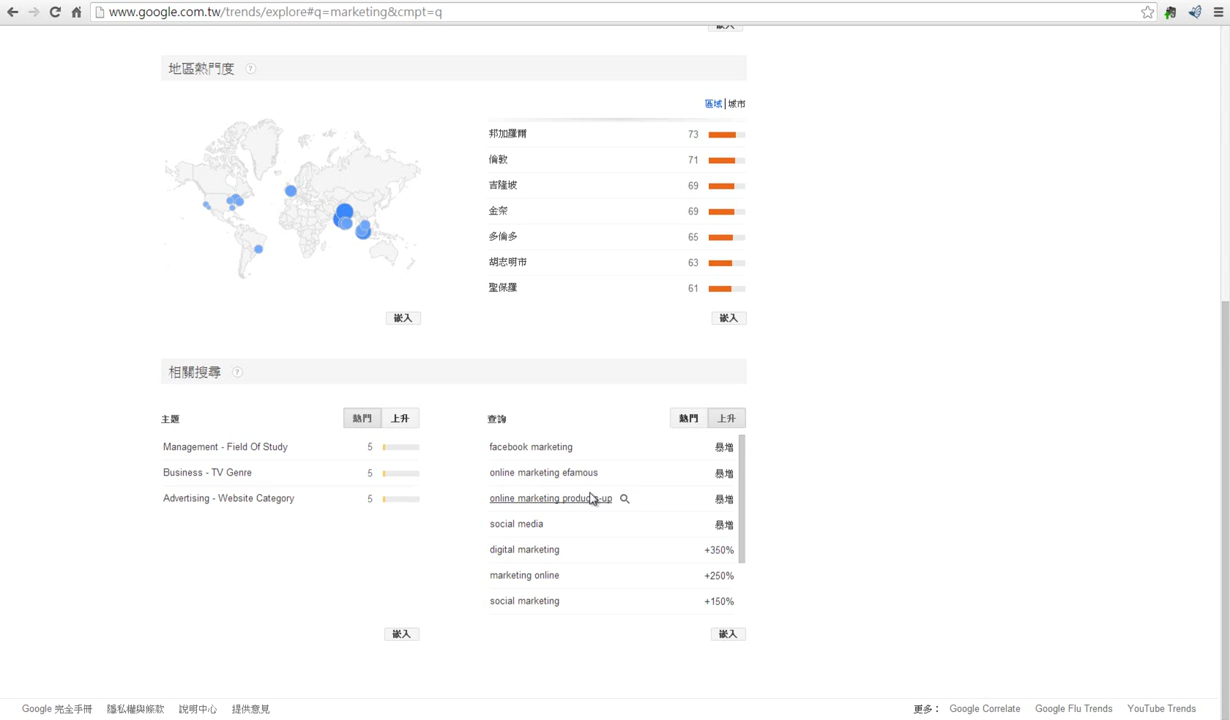 www.google.com.tw/trends/explore#q=marketing&cmpt=q
嵌入
地區熱門度 ?
區域 | 城市
邦加羅爾 73
倫敦 71
吉隆坡 69
金奈 69
多倫多 65
胡志明市 63
聖保羅 61
嵌入 嵌入
相關搜尋 ?
主題 熱門 上升
Management - Field Of Study 5
Business - TV Genre 5
Advertising - Website Category 5
嵌入
查詢 熱門 上升
facebook marketing 暴增
online marketing efamous 暴增
online marketing products-up 暴增
social media 暴增
digital marketing +350%
marketing online +250%
social marketing +150%
嵌入
Google 完全手冊 隱私權與條款 說明中心 提供意見 更多： Google Correlate Google Flu Trends YouTube Trends